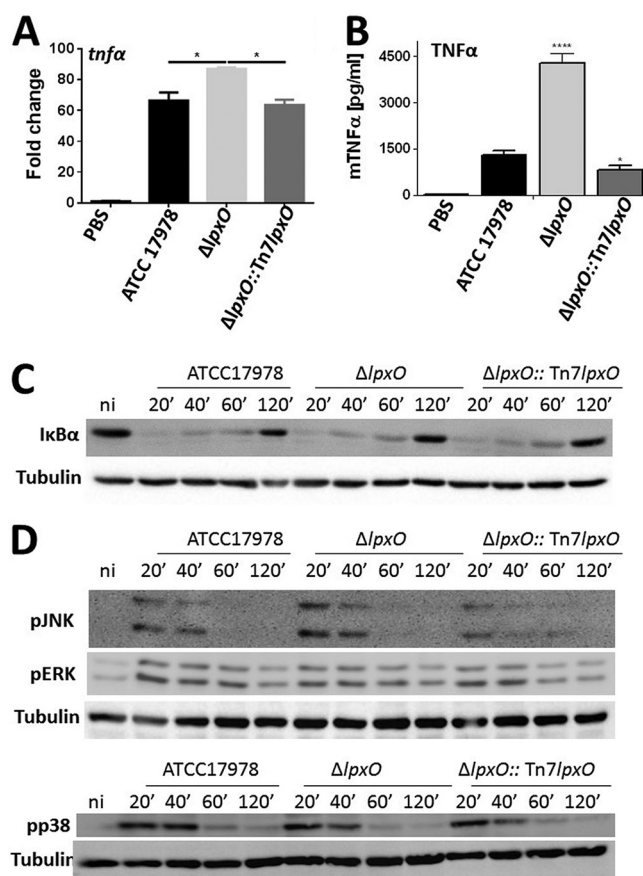 A
tnfα
Fold change
100
80
60
40
20
0
* *
PBS
ATCC 17978
ΔlpxO
ΔlpxO::Tn7lpxO
B
TNFα
mTNFα [pg/ml]
4500
3000
1500
0
****
*
PBS
ATCC 17978
ΔlpxO
ΔlpxO::Tn7lpxO
C
ATCC17978 ΔlpxO ΔlpxO:: Tn7lpxO
ni 20’ 40’ 60’ 120’ 20’ 40’ 60’ 120’ 20’ 40’ 60’ 120’
IκBα
Tubulin
D
ATCC17978 ΔlpxO ΔlpxO:: Tn7lpxO
ni 20’ 40’ 60’ 120’ 20’ 40’ 60’ 120’ 20’ 40’ 60’ 120’
pJNK
pERK
Tubulin
ATCC17978 ΔlpxO ΔlpxO:: Tn7lpxO
ni 20’ 40’ 60’ 120’ 20’ 40’ 60’ 120’ 20’ 40’ 60’ 120’
pp38
Tubulin